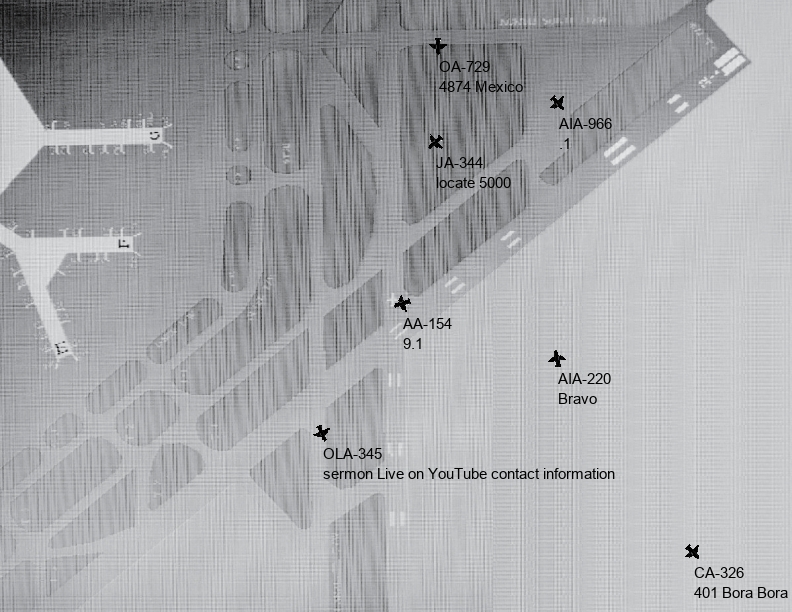 OA-729
4874 Mexico
AIA-966
.1
JA-344
locate 5000
AA-154
9.1
AIA-220
Bravo
OLA-345
sermon Live on YouTube contact information
CA-326
401 Bora Bora